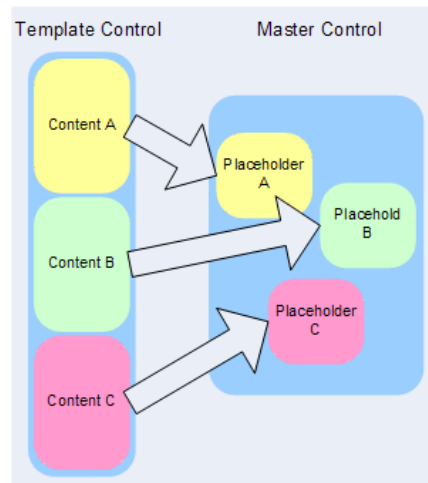 Template Control
Master Control
Content A
Placeholder
A
Placehold
B
Content B
Placeholder
C
Content C